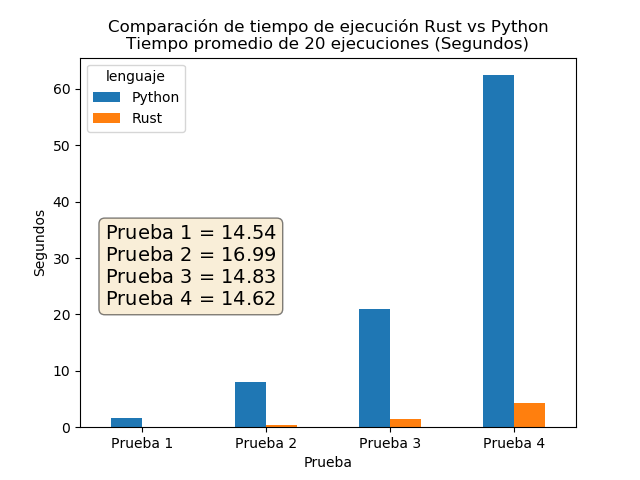 Comparación de tiempo de ejecución Rust vs Python
Tiempo promedio de 20 ejecuciones (Segundos)
lenguaje
Python
Rust
Prueba 1 = 14.54
Prueba 2 = 16.99
Prueba 3 = 14.83
Prueba 4 = 14.62
Segundos
60
50
40
30
20
10
0
Prueba 1 Prueba 2 Prueba 3 Prueba 4
Prueba